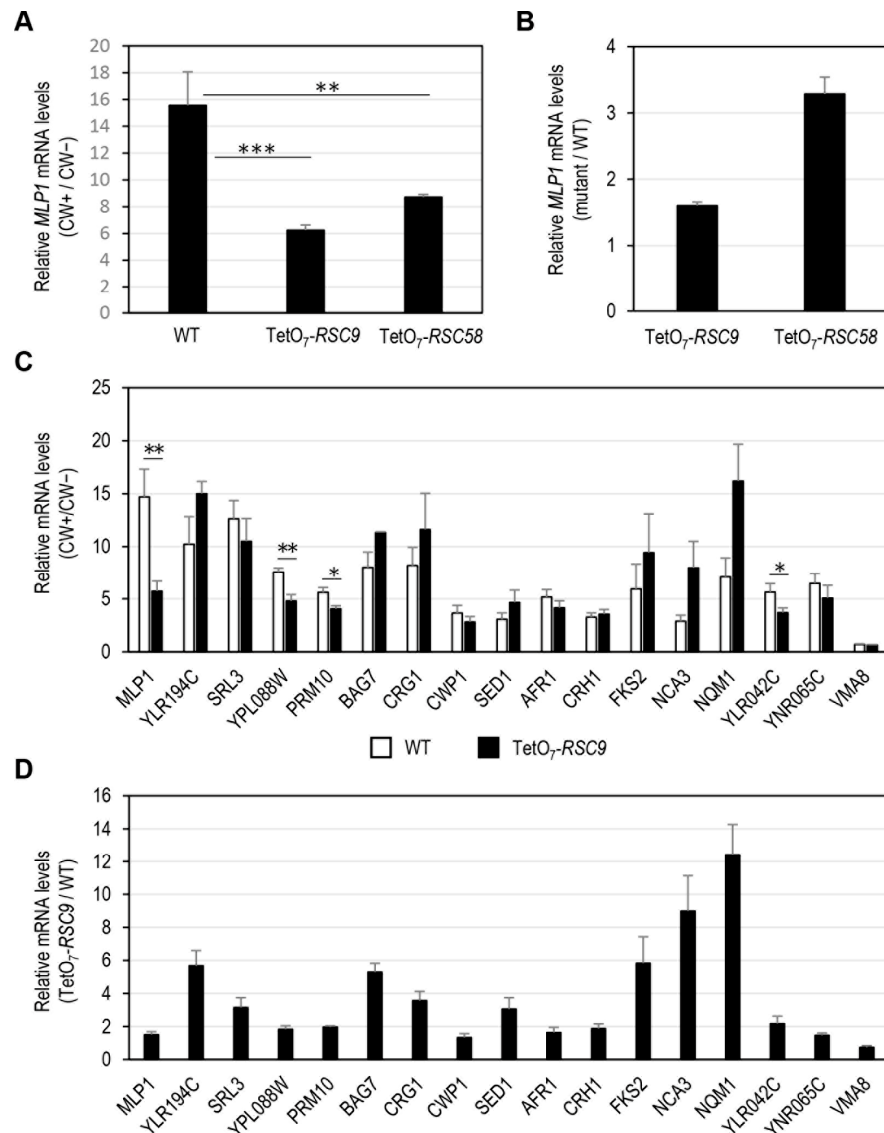 A
Relative MLP1 mRNA levels
(CW+ / CW−)
20
18
16
14
12
10
8
6
4
2
0
**
***
WT
TetO₇-RSC9
TetO₇-RSC58
B
Relative MLP1 mRNA levels
(mutant / WT)
4
3
2
1
0
TetO₇-RSC9
TetO₇-RSC58
C
Relative mRNA levels
(CW+/CW−)
25
20
15
10
5
0
**
**
*
*
MLP1
YLR194C
SRL3
YPL088W
PRM10
BAG7
CRG1
CWP1
SED1
AFR1
CRH1
FKS2
NCA3
NQM1
YLR042C
YNR065C
VMA8
WT
TetO₇-RSC9
D
Relative mRNA levels
(TetO₇-RSC9 / WT)
16
14
12
10
8
6
4
2
0
MLP1
YLR194C
SRL3
YPL088W
PRM10
BAG7
CRG1
CWP1
SED1
AFR1
CRH1
FKS2
NCA3
NQM1
YLR042C
YNR065C
VMA8